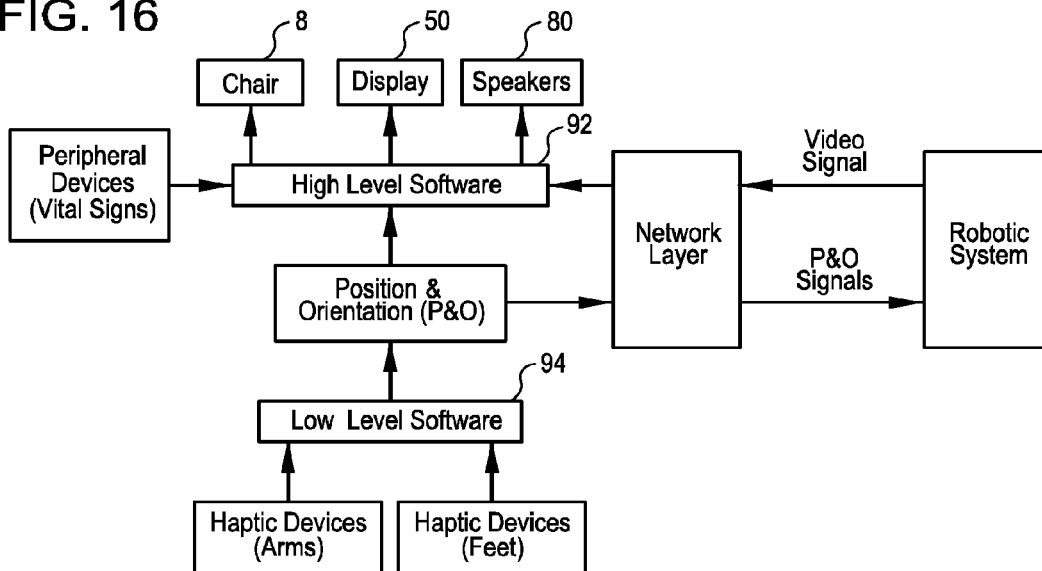 FIG. 16
8
50
80
Chair
Display
Speakers
92
Peripheral
Devices
(Vital Signs)
High Level Software
Video
Signal
Network
Layer
Robotic
System
Position &
Orientation (P&O)
P&O
Signals
94
Low Level Software
Haptic Devices
(Arms)
Haptic Devices
(Feet)